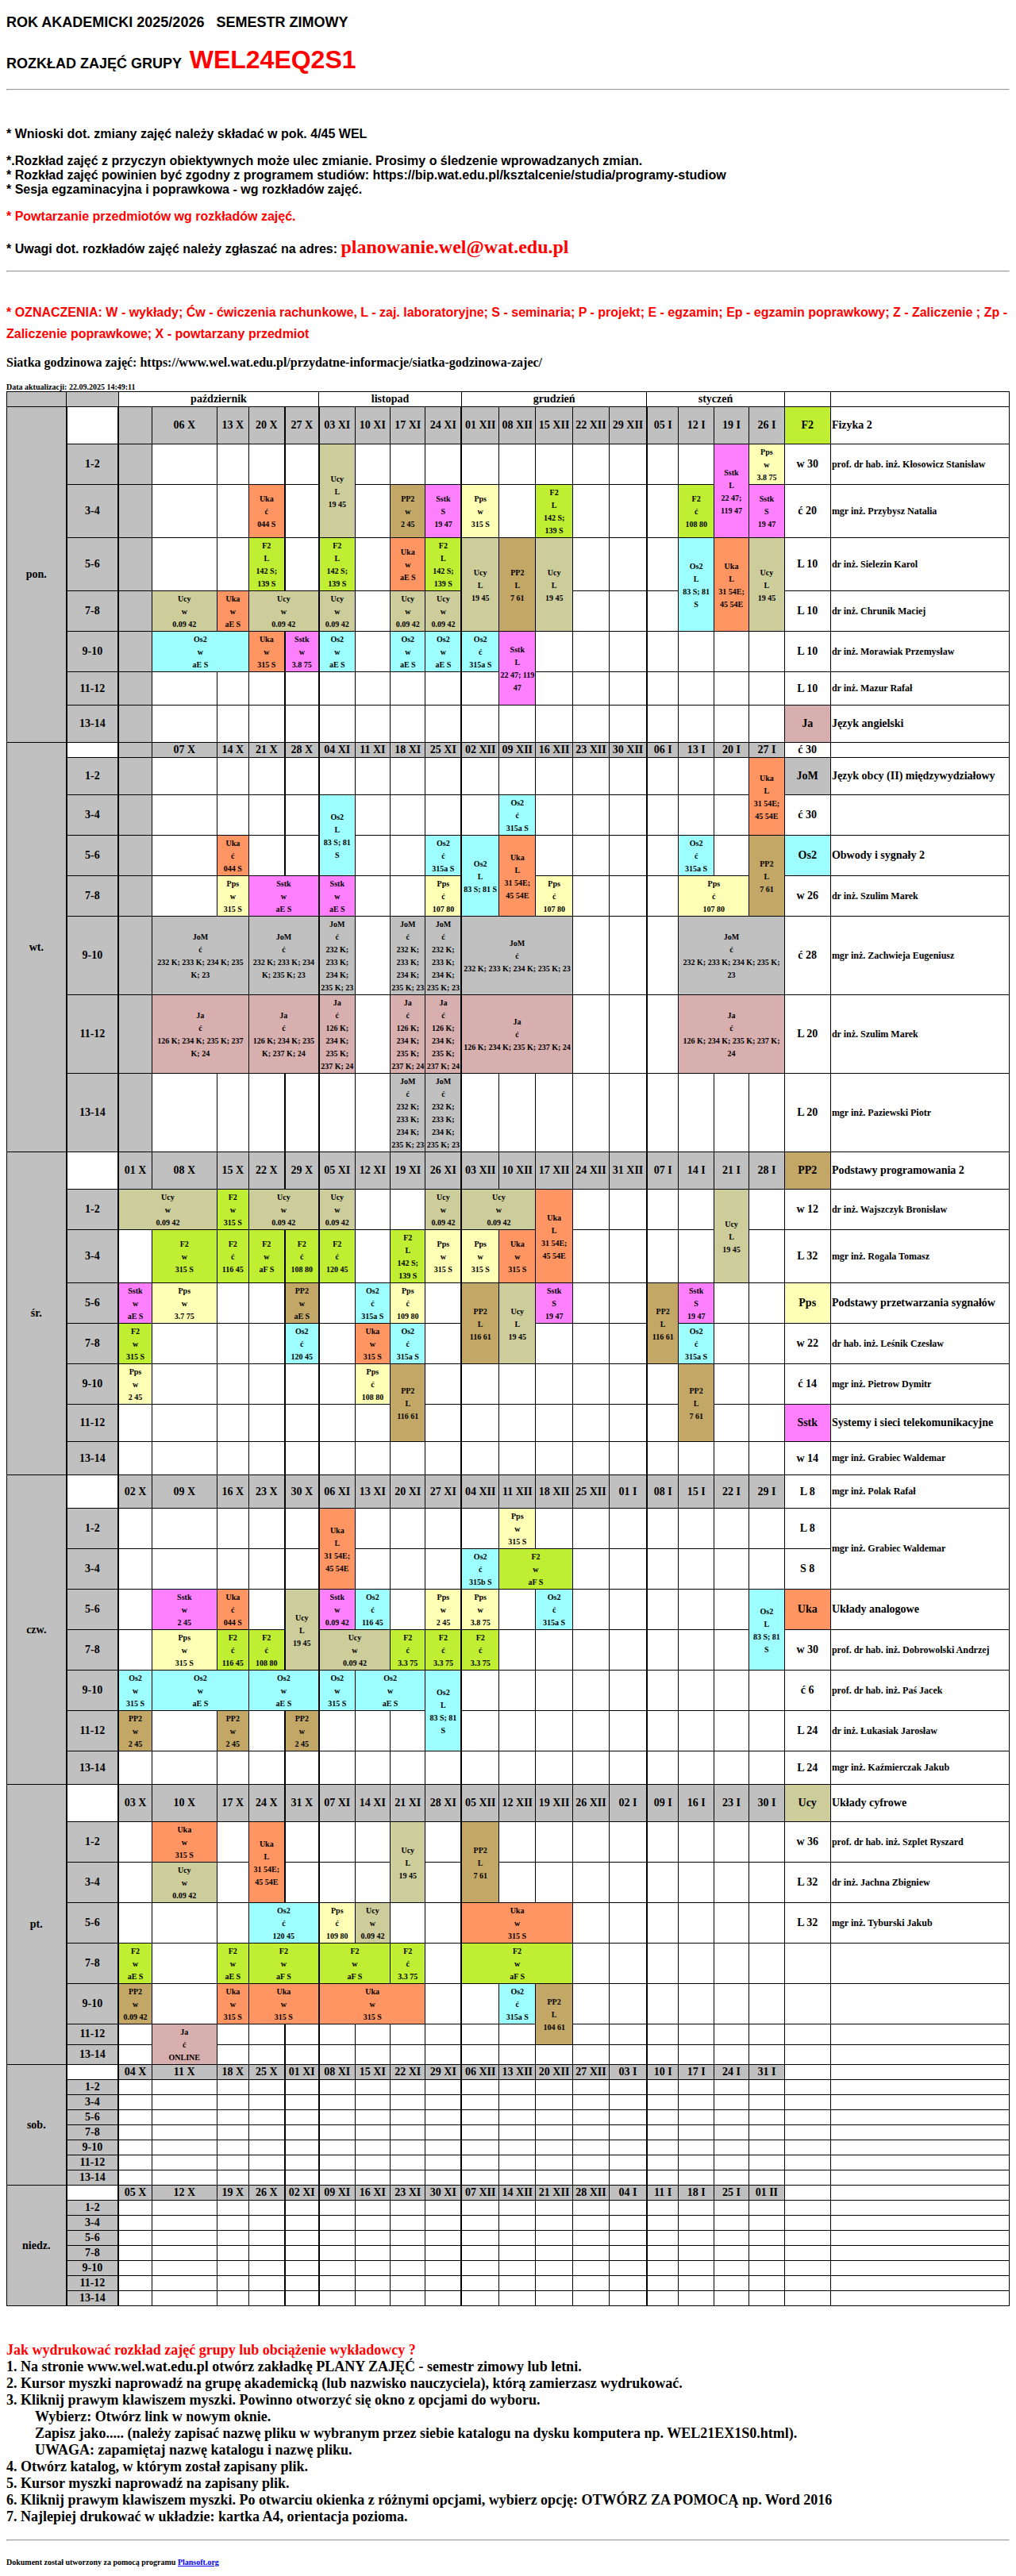 ROK AKADEMICKI 2025/2026 SEMESTR ZIMOWY
ROZKŁAD ZAJĘĆ GRUPY WEL24EQ2S1
* Wnioski dot. zmiany zajęć należy składać w pok. 4/45 WEL
*.Rozkład zajęć z przyczyn obiektywnych może ulec zmianie. Prosimy o śledzenie wprowadzanych zmian.
* Rozkład zajęć powinien być zgodny z programem studiów: https://bip.wat.edu.pl/ksztalcenie/studia/programy-studiow
* Sesja egzaminacyjna i poprawkowa - wg rozkładów zajęć.
* Powtarzanie przedmiotów wg rozkładów zajęć.
* Uwagi dot. rozkładów zajęć należy zgłaszać na adres: planowanie.wel@wat.edu.pl
* OZNACZENIA: W - wykłady; Ćw - ćwiczenia rachunkowe, L - zaj. laboratoryjne; S - seminaria; P - projekt; E - egzamin; Ep - egzamin poprawkowy; Z - Zaliczenie ; Zp -
Zaliczenie poprawkowe; X - powtarzany przedmiot
Siatka godzinowa zajęć: https://www.wel.wat.edu.pl/przydatne-informacje/siatka-godzinowa-zajec/
Data aktualizacji: 22.09.2025 14:49:11
październik listopad grudzień styczeń
pon. 06 X 13 X 20 X 27 X 03 XI 10 XI 17 XI 24 XI 01 XII 08 XII 15 XII 22 XII 29 XII 05 I 12 I 19 I 26 I F2 Fizyka 2
1-2 Ucy L 19 45 Sstk L 22 47; 119 47 Pps w 3.8 75 w 30 prof. dr hab. inż. Kłosowicz Stanisław
3-4 Uka ć 044 S PP2 w 2 45 Sstk S 19 47 Pps w 315 S F2 L 142 S; 139 S F2 ć 108 80 Sstk S 19 47 ć 20 mgr inż. Przybysz Natalia
5-6 F2 L 142 S; 139 S F2 L 142 S; 139 S Uka w aE S F2 L 142 S; 139 S Ucy L 19 45 PP2 L 7 61 Ucy L 19 45 Os2 L 83 S; 81 S Uka L 31 54E; 45 54E Ucy L 19 45 L 10 dr inż. Sielezin Karol
7-8 Ucy w 0.09 42 Uka w aE S Ucy w 0.09 42 Ucy w 0.09 42 Ucy w 0.09 42 Ucy w 0.09 42 L 10 dr inż. Chrunik Maciej
9-10 Os2 w aE S Uka w 315 S Sstk w 3.8 75 Os2 w aE S Os2 w aE S Os2 w aE S Os2 ć 315a S Sstk L 22 47; 119 47 L 10 dr inż. Morawiak Przemysław
11-12 L 10 dr inż. Mazur Rafał
13-14 Ja Język angielski
wt. 07 X 14 X 21 X 28 X 04 XI 11 XI 18 XI 25 XI 02 XII 09 XII 16 XII 23 XII 30 XII 06 I 13 I 20 I 27 I ć 30
1-2 Uka L 31 54E; 45 54E JoM Język obcy (II) międzywydziałowy
3-4 Os2 L 83 S; 81 S Os2 ć 315a S ć 30
5-6 Uka ć 044 S Os2 ć 315a S Os2 L 83 S; 81 S Uka L 31 54E; 45 54E Os2 ć 315a S PP2 L 7 61 Os2 Obwody i sygnały 2
7-8 Pps w 315 S Sstk w aE S Sstk w aE S Pps ć 107 80 Pps ć 107 80 Pps ć 107 80 w 26 dr inż. Szulim Marek
9-10 JoM ć 232 K; 233 K; 234 K; 235 K; 23 JoM ć 232 K; 233 K; 234 K; 235 K; 23 JoM ć 232 K; 233 K; 234 K; 235 K; 23 JoM ć 232 K; 233 K; 234 K; 235 K; 23 JoM ć 232 K; 233 K; 234 K; 235 K; 23 JoM ć 232 K; 233 K; 234 K; 235 K; 23 JoM ć 232 K; 233 K; 234 K; 235 K; 23 ć 28 mgr inż. Zachwieja Eugeniusz
11-12 Ja ć 126 K; 234 K; 235 K; 237 K; 24 Ja ć 126 K; 234 K; 235 K; 237 K; 24 Ja ć 126 K; 234 K; 235 K; 237 K; 24 Ja ć 126 K; 234 K; 235 K; 237 K; 24 Ja ć 126 K; 234 K; 235 K; 237 K; 24 Ja ć 126 K; 234 K; 235 K; 237 K; 24 Ja ć 126 K; 234 K; 235 K; 237 K; 24 L 20 dr inż. Szulim Marek
13-14 JoM ć 232 K; 233 K; 234 K; 235 K; 23 JoM ć 232 K; 233 K; 234 K; 235 K; 23 L 20 mgr inż. Paziewski Piotr
śr. 01 X 08 X 15 X 22 X 29 X 05 XI 12 XI 19 XI 26 XI 03 XII 10 XII 17 XII 24 XII 31 XII 07 I 14 I 21 I 28 I PP2 Podstawy programowania 2
1-2 Ucy w 0.09 42 F2 w 315 S Ucy w 0.09 42 Ucy w 0.09 42 Ucy w 0.09 42 Ucy w 0.09 42 Uka L 31 54E; 45 54E Ucy L 19 45 w 12 dr inż. Wajszczyk Bronisław
3-4 F2 w 315 S F2 ć 116 45 F2 w aF S F2 ć 108 80 F2 ć 120 45 F2 L 142 S; 139 S Pps w 315 S Pps w 315 S Uka w 315 S L 32 mgr inż. Rogala Tomasz
5-6 Sstk w aE S Pps w 3.7 75 PP2 w aE S Os2 ć 315a S Pps ć 109 80 PP2 L 116 61 Ucy L 19 45 Sstk S 19 47 PP2 L 116 61 Sstk S 19 47 Pps Podstawy przetwarzania sygnałów
7-8 F2 w 315 S Os2 ć 120 45 Uka w 315 S Os2 ć 315a S Os2 ć 315a S w 22 dr hab. inż. Leśnik Czesław
9-10 Pps w 2 45 Pps ć 108 80 PP2 L 116 61 PP2 L 7 61 ć 14 mgr inż. Pietrow Dymitr
11-12 Sstk Systemy i sieci telekomunikacyjne
13-14 w 14 mgr inż. Grabiec Waldemar
czw. 02 X 09 X 16 X 23 X 30 X 06 XI 13 XI 20 XI 27 XI 04 XII 11 XII 18 XII 25 XII 01 I 08 I 15 I 22 I 29 I L 8 mgr inż. Polak Rafał
1-2 Uka L 31 54E; 45 54E Pps w 315 S L 8 mgr inż. Grabiec Waldemar
3-4 Os2 ć 315b S F2 w aF S S 8
5-6 Sstk w 2 45 Uka ć 044 S Ucy L 19 45 Sstk w 0.09 42 Os2 ć 116 45 Pps w 2 45 Pps w 3.8 75 Os2 ć 315a S Os2 L 83 S; 81 S Uka Układy analogowe
7-8 Pps w 315 S F2 ć 116 45 F2 ć 108 80 Ucy w 0.09 42 F2 ć 3.3 75 F2 ć 3.3 75 F2 ć 3.3 75 w 30 prof. dr hab. inż. Dobrowolski Andrzej
9-10 Os2 w 315 S Os2 w aE S Os2 w aE S Os2 w 315 S Os2 w aE S Os2 L 83 S; 81 S ć 6 prof. dr hab. inż. Paś Jacek
11-12 PP2 w 2 45 PP2 w 2 45 PP2 w 2 45 L 24 dr inż. Łukasiak Jarosław
13-14 L 24 mgr inż. Kaźmierczak Jakub
pt. 03 X 10 X 17 X 24 X 31 X 07 XI 14 XI 21 XI 28 XI 05 XII 12 XII 19 XII 26 XII 02 I 09 I 16 I 23 I 30 I Ucy Układy cyfrowe
1-2 Uka w 315 S Uka L 31 54E; 45 54E Ucy L 19 45 PP2 L 7 61 w 36 prof. dr hab. inż. Szplet Ryszard
3-4 Ucy w 0.09 42 L 32 dr inż. Jachna Zbigniew
5-6 Os2 ć 120 45 Pps ć 109 80 Ucy w 0.09 42 Uka w 315 S L 32 mgr inż. Tyburski Jakub
7-8 F2 w aE S F2 w aE S F2 w aF S F2 w aF S F2 ć 3.3 75 F2 w aF S
9-10 PP2 w 0.09 42 Uka w 315 S Uka w 315 S Uka w 315 S Os2 ć 315a S PP2 L 104 61
11-12 Ja ć ONLINE
13-14
sob. 04 X 11 X 18 X 25 X 01 XI 08 XI 15 XI 22 XI 29 XI 06 XII 13 XII 20 XII 27 XII 03 I 10 I 17 I 24 I 31 I
1-2
3-4
5-6
7-8
9-10
11-12
13-14
niedz. 05 X 12 X 19 X 26 X 02 XI 09 XI 16 XI 23 XI 30 XI 07 XII 14 XII 21 XII 28 XII 04 I 11 I 18 I 25 I 01 II
1-2
3-4
5-6
7-8
9-10
11-12
13-14
Jak wydrukować rozkład zajęć grupy lub obciążenie wykładowcy ?
1. Na stronie www.wel.wat.edu.pl otwórz zakładkę PLANY ZAJĘĆ - semestr zimowy lub letni.
2. Kursor myszki naprowadź na grupę akademicką (lub nazwisko nauczyciela), którą zamierzasz wydrukować.
3. Kliknij prawym klawiszem myszki. Powinno otworzyć się okno z opcjami do wyboru.
Wybierz: Otwórz link w nowym oknie.
Zapisz jako..... (należy zapisać nazwę pliku w wybranym przez siebie katalogu na dysku komputera np. WEL21EX1S0.html).
UWAGA: zapamiętaj nazwę katalogu i nazwę pliku.
4. Otwórz katalog, w którym został zapisany plik.
5. Kursor myszki naprowadź na zapisany plik.
6. Kliknij prawym klawiszem myszki. Po otwarciu okienka z różnymi opcjami, wybierz opcję: OTWÓRZ ZA POMOCĄ np. Word 2016
7. Najlepiej drukować w układzie: kartka A4, orientacja pozioma.
Dokument został utworzony za pomocą programu Plansoft.org